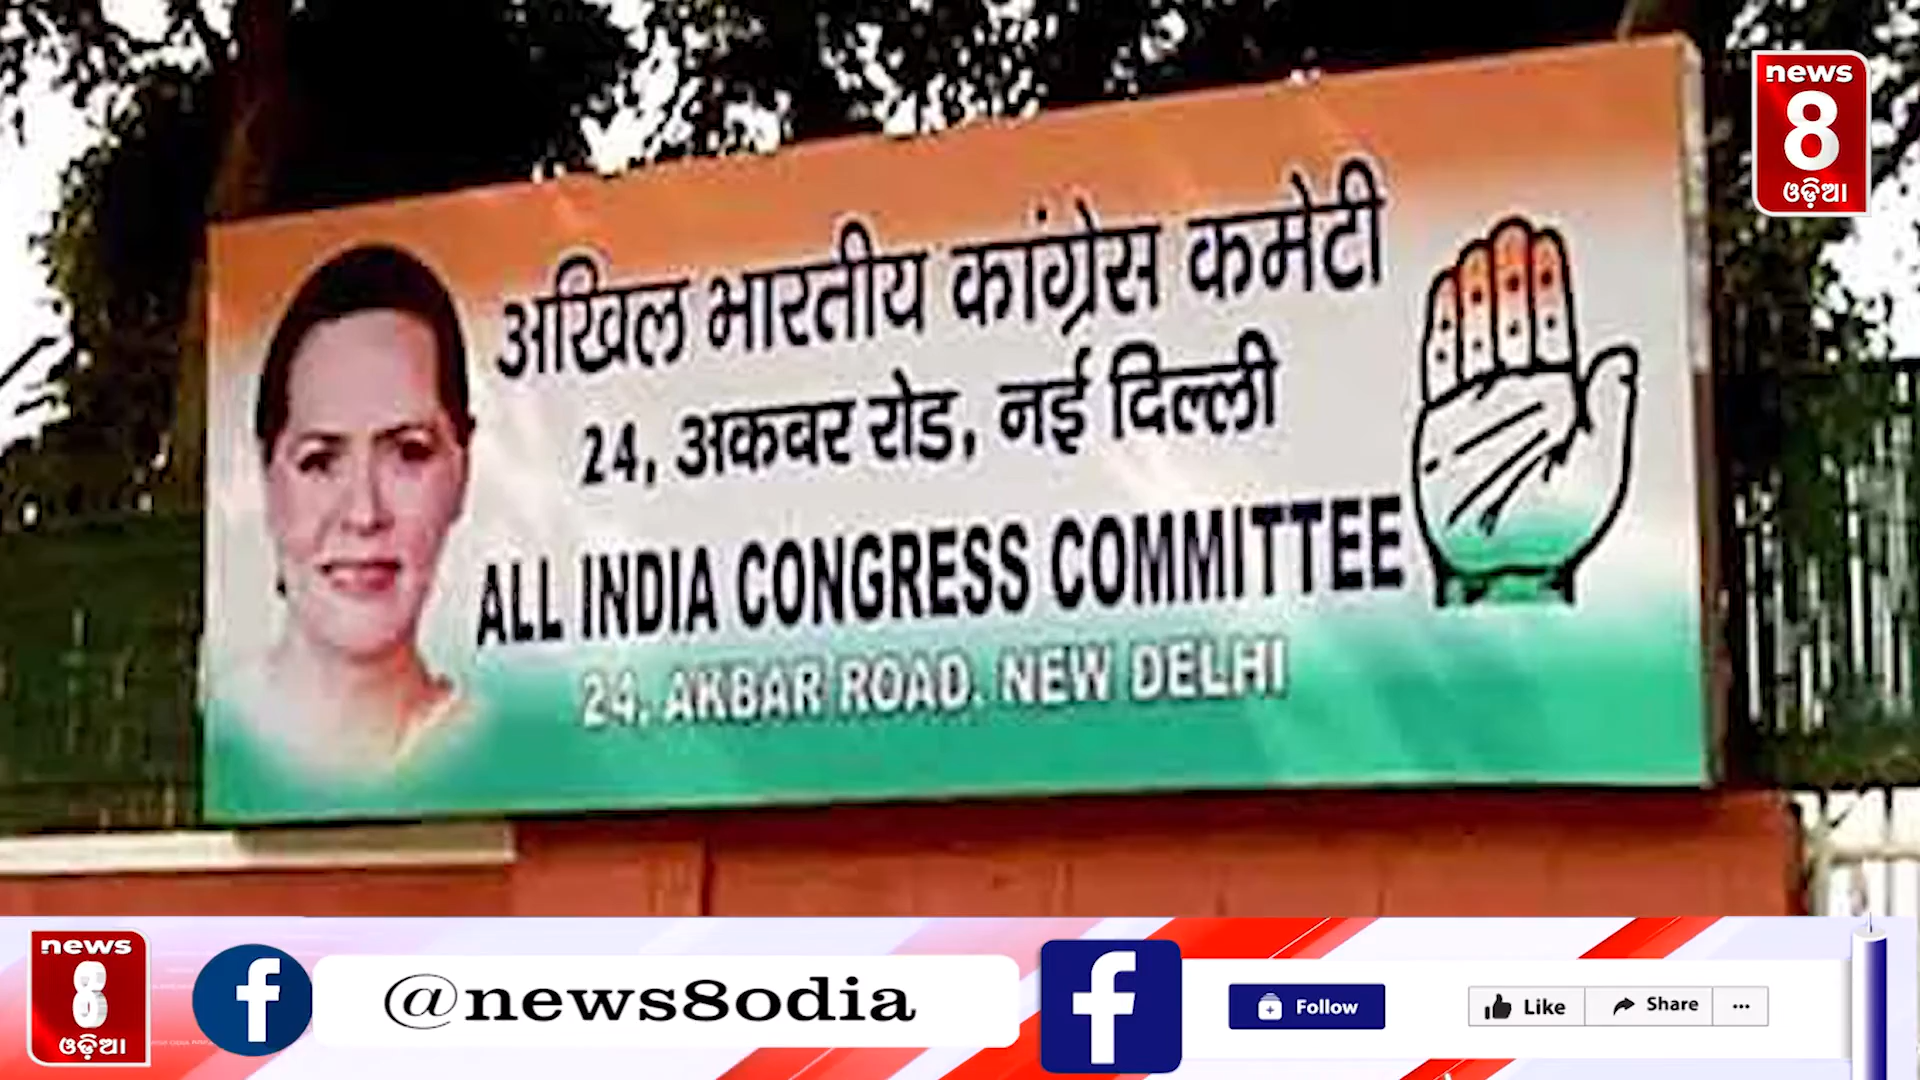 news
8
ଓଡ଼ିଆ
अखिल भारतीय कांग्रेस कमेटी
24, अकबर रोड, नई दिल्ली
ALL INDIA CONGRESS COMMITTEE
24, AKBAR ROAD, NEW DELHI
news
8
ଓଡ଼ିଆ
@news8odia
Follow
Like
Share